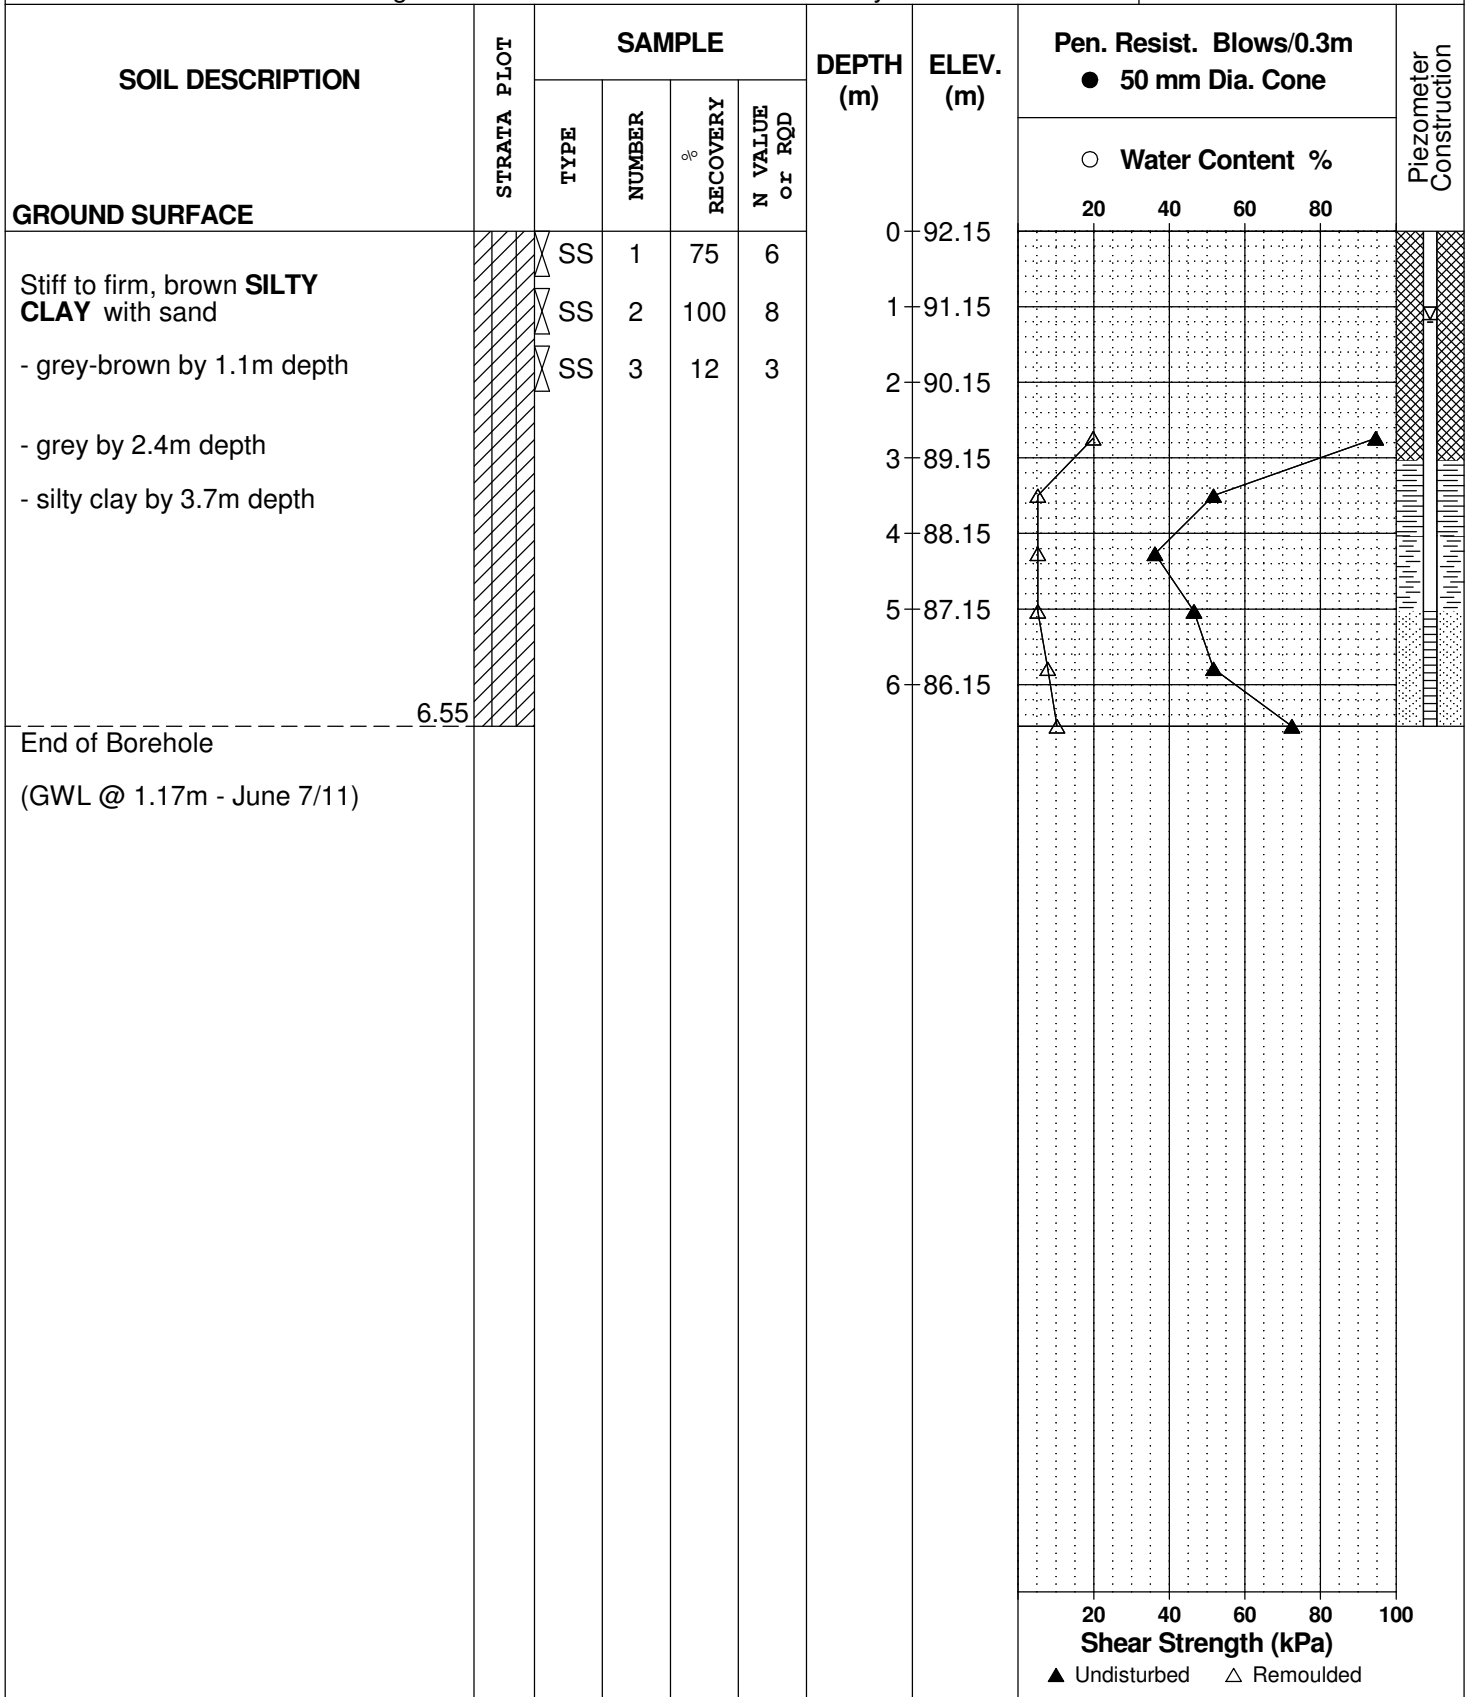 SOIL DESCRIPTION
GROUND SURFACE
STRATA PLOT
SAMPLE
TYPE
NUMBER
% RECOVERY
N VALUE
or RQD
DEPTH
(m)
ELEV.
(m)
Pen. Resist. Blows/0.3m
● 50 mm Dia. Cone
○ Water Content %
20 40 60 80
Piezometer
Construction
0 92.15
SS 1 75 6
Stiff to firm, brown SILTY
CLAY with sand
SS 2 100 8
1 91.15
- grey-brown by 1.1m depth
SS 3 12 3
2 90.15
- grey by 2.4m depth
3 89.15
- silty clay by 3.7m depth
4 88.15
5 87.15
6 86.15
6.55
End of Borehole
(GWL @ 1.17m - June 7/11)
20 40 60 80 100
Shear Strength (kPa)
▲ Undisturbed △ Remoulded